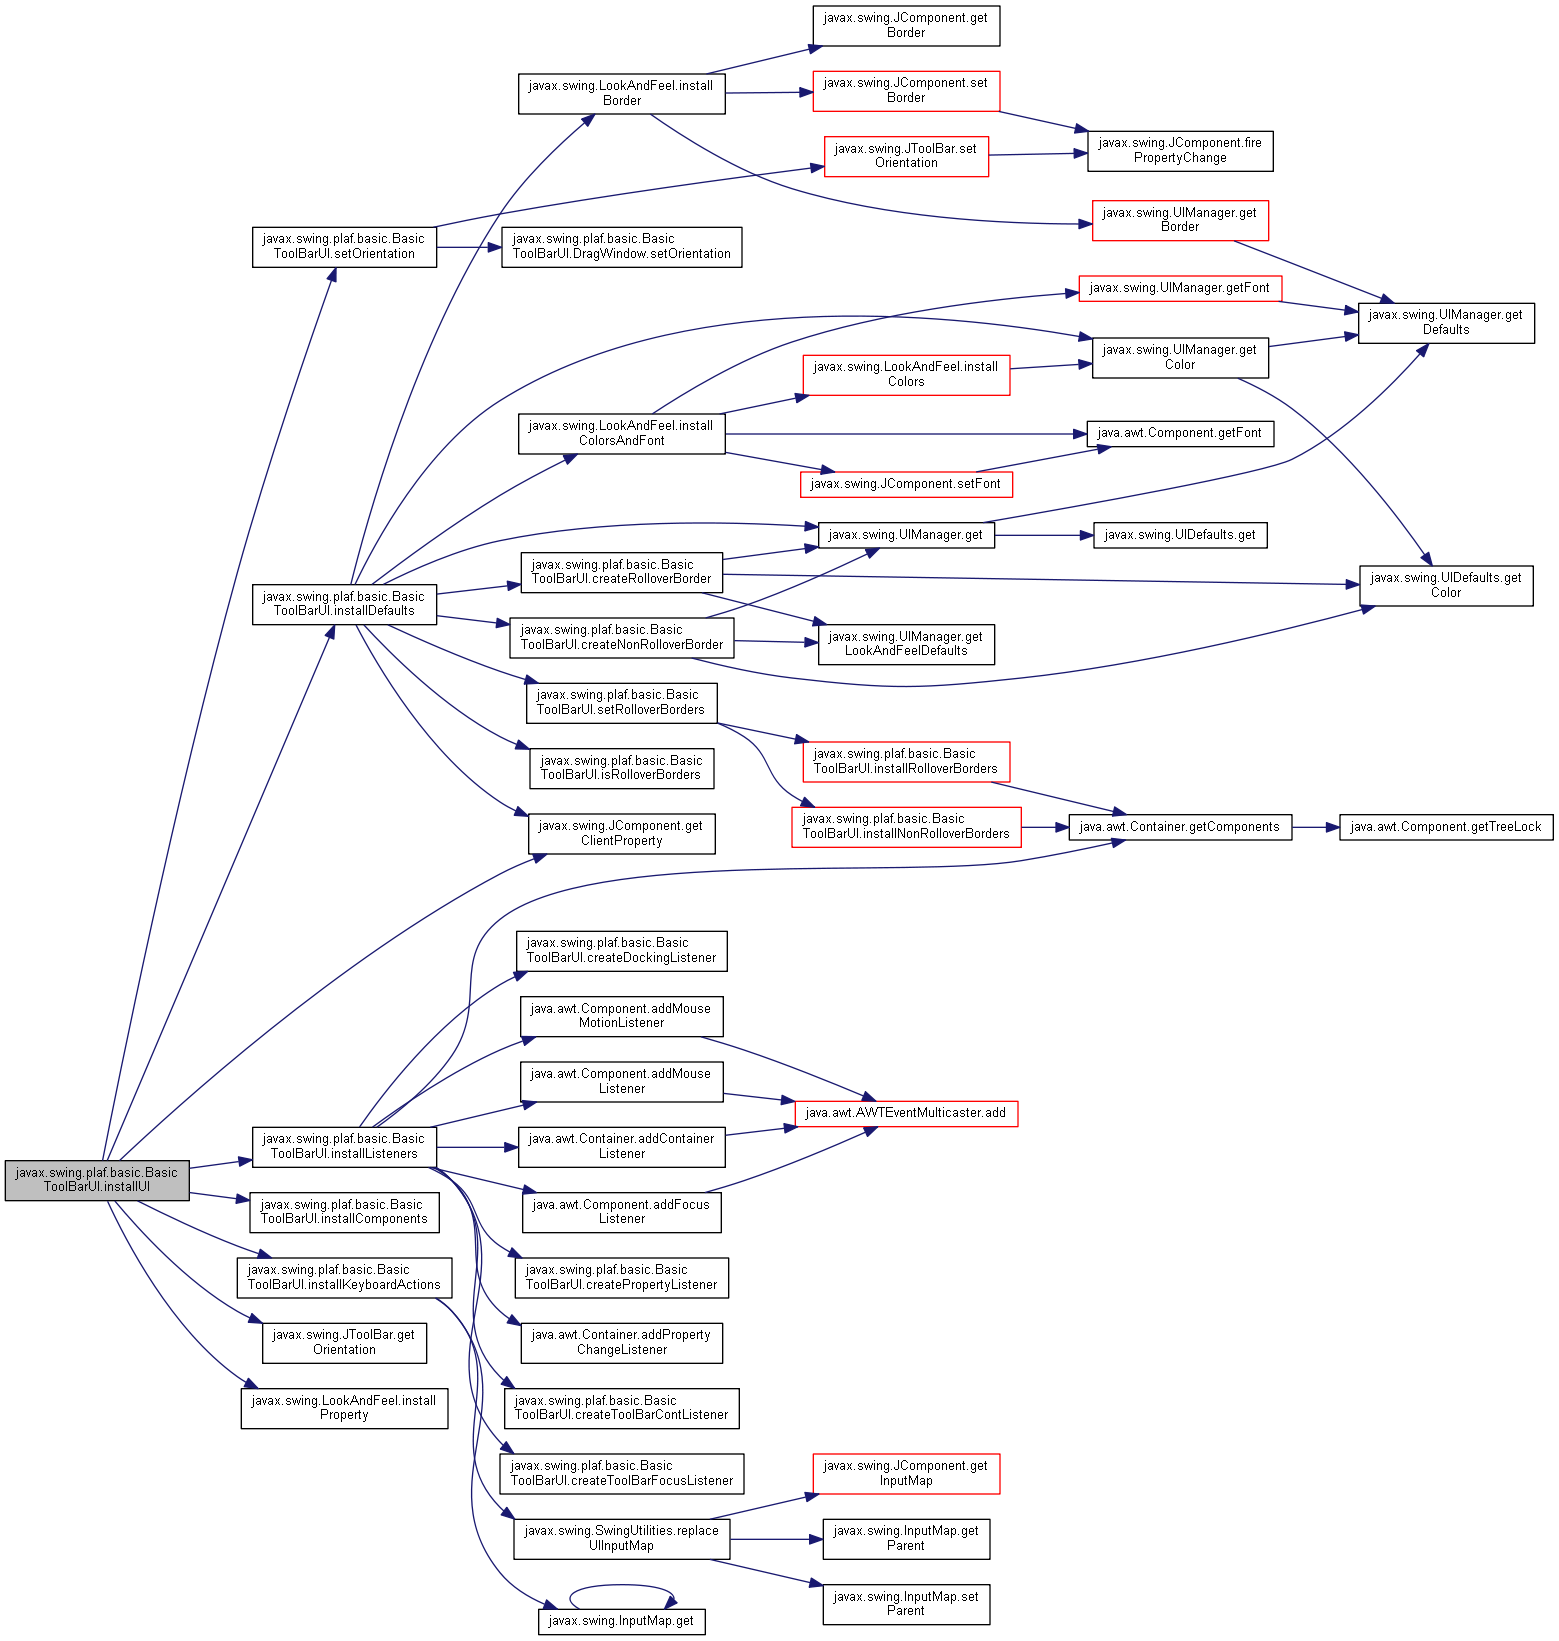 javax.swing.JComponent.get
Border
javax.swing.LookAndFeel.install
Border
javax.swing.JComponent.set
Border
javax.swing.JComponent.fire
PropertyChange
javax.swing.JToolBar.set
Orientation
javax.swing.UIManager.get
Border
javax.swing.plaf.basic.Basic
ToolBarUI.setOrientation
javax.swing.plaf.basic.Basic
ToolBarUI.DragWindow.setOrientation
javax.swing.UIManager.getFont
javax.swing.UIManager.get
Defaults
javax.swing.UIManager.get
Color
javax.swing.LookAndFeel.install
Colors
javax.swing.LookAndFeel.install
ColorsAndFont
java.awt.Component.getFont
javax.swing.JComponent.setFont
javax.swing.UIManager.get
javax.swing.UIDefaults.get
javax.swing.plaf.basic.Basic
ToolBarUI.createRolloverBorder
javax.swing.UIDefaults.get
Color
javax.swing.plaf.basic.Basic
ToolBarUI.installDefaults
javax.swing.plaf.basic.Basic
ToolBarUI.createNonRolloverBorder
javax.swing.UIManager.get
LookAndFeelDefaults
javax.swing.plaf.basic.Basic
ToolBarUI.setRolloverBorders
javax.swing.plaf.basic.Basic
ToolBarUI.isRolloverBorders
javax.swing.plaf.basic.Basic
ToolBarUI.installRolloverBorders
javax.swing.plaf.basic.Basic
ToolBarUI.installNonRolloverBorders
javax.swing.JComponent.get
ClientProperty
java.awt.Container.getComponents
java.awt.Component.getTreeLock
javax.swing.plaf.basic.Basic
ToolBarUI.createDockingListener
java.awt.Component.addMouse
MotionListener
java.awt.Component.addMouse
Listener
java.awt.AWTEventMulticaster.add
javax.swing.plaf.basic.Basic
ToolBarUI.installListeners
java.awt.Container.addContainer
Listener
javax.swing.plaf.basic.Basic
ToolBarUI.installUI
javax.swing.plaf.basic.Basic
ToolBarUI.installComponents
java.awt.Component.addFocus
Listener
javax.swing.plaf.basic.Basic
ToolBarUI.installKeyboardActions
javax.swing.plaf.basic.Basic
ToolBarUI.createPropertyListener
javax.swing.JToolBar.get
Orientation
java.awt.Container.addProperty
ChangeListener
javax.swing.LookAndFeel.install
Property
javax.swing.plaf.basic.Basic
ToolBarUI.createToolBarContListener
javax.swing.plaf.basic.Basic
ToolBarUI.createToolBarFocusListener
javax.swing.JComponent.get
InputMap
javax.swing.SwingUtilities.replace
UIInputMap
javax.swing.InputMap.get
Parent
javax.swing.InputMap.set
Parent
javax.swing.InputMap.get